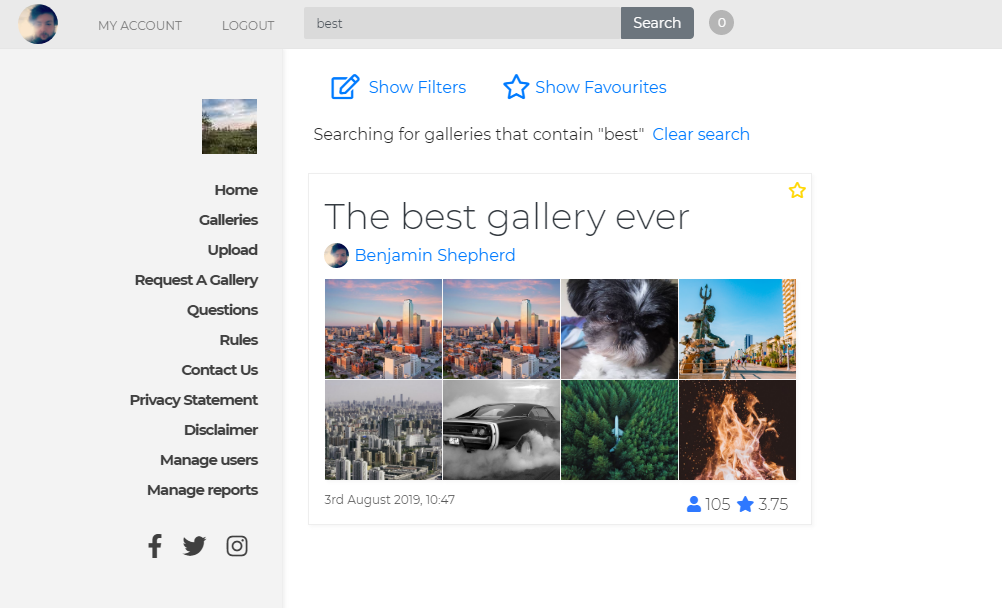 MY ACCOUNT
LOGOUT
best
Search
0
Show Filters
Show Favourites
Searching for galleries that contain "best" Clear search
Home
Galleries
Upload
Request A Gallery
Questions
Rules
Contact Us
Privacy Statement
Disclaimer
Manage users
Manage reports
The best gallery ever
Benjamin Shepherd
3rd August 2019, 10:47
105
3.75